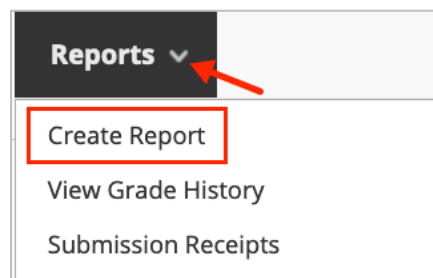 Reports
Create Report
View Grade History
Submission Receipts